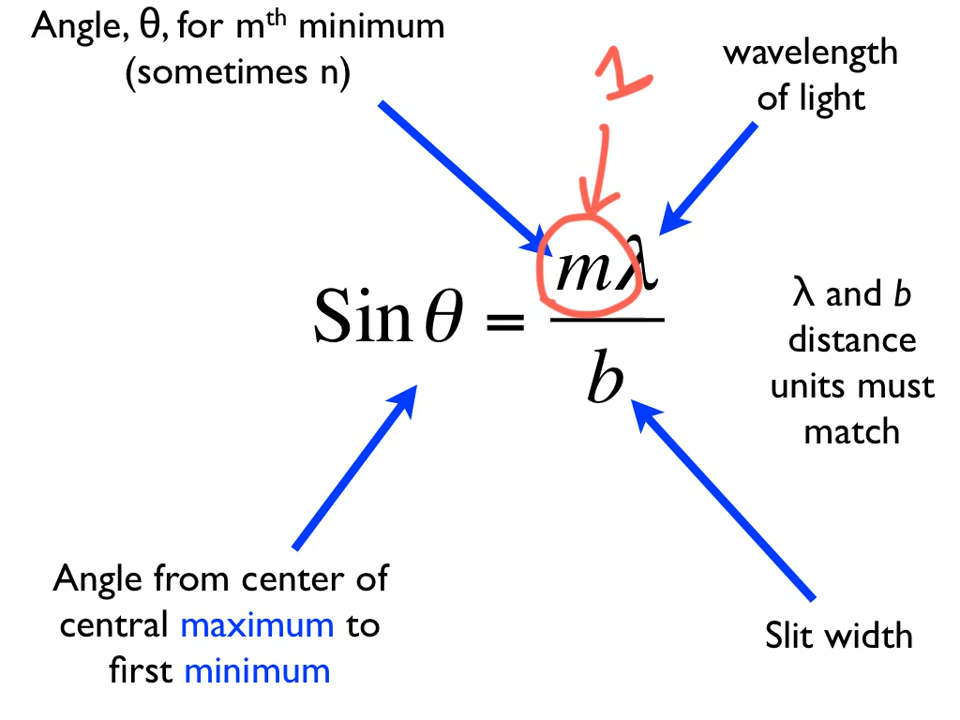 Angle, θ, for mᵗʰ minimum
(sometimes n)
1
wavelength
of light
Sin θ = mλ / b
λ and b
distance
units must
match
Angle from center of
central maximum to
first minimum
Slit width